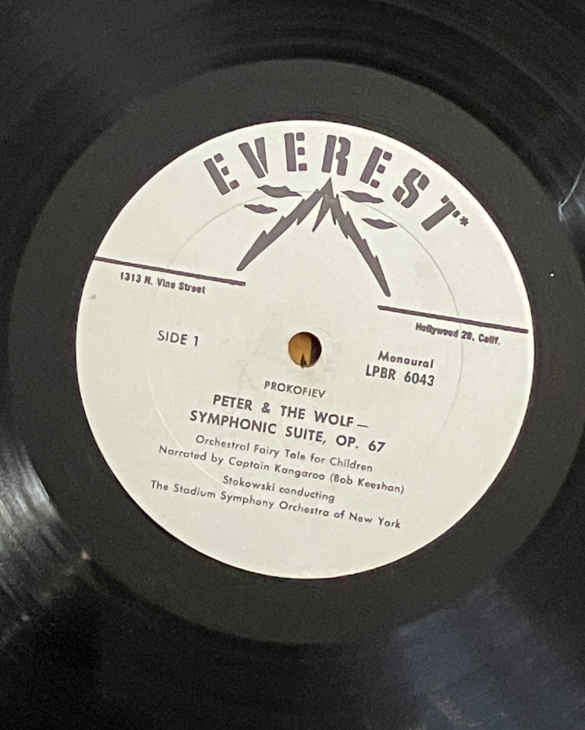 EVEREST*
1313 N. Vine Street
Hollywood 28, Calif.
SIDE 1
Monaural
LPBR 6043
PROKOFIEV
PETER & THE WOLF—
SYMPHONIC SUITE, OP. 67
Orchestral Fairy Tale for Children
Narrated by Captain Kangaroo (Bob Keeshan)
Stokowski conducting
The Stadium Symphony Orchestra of New York